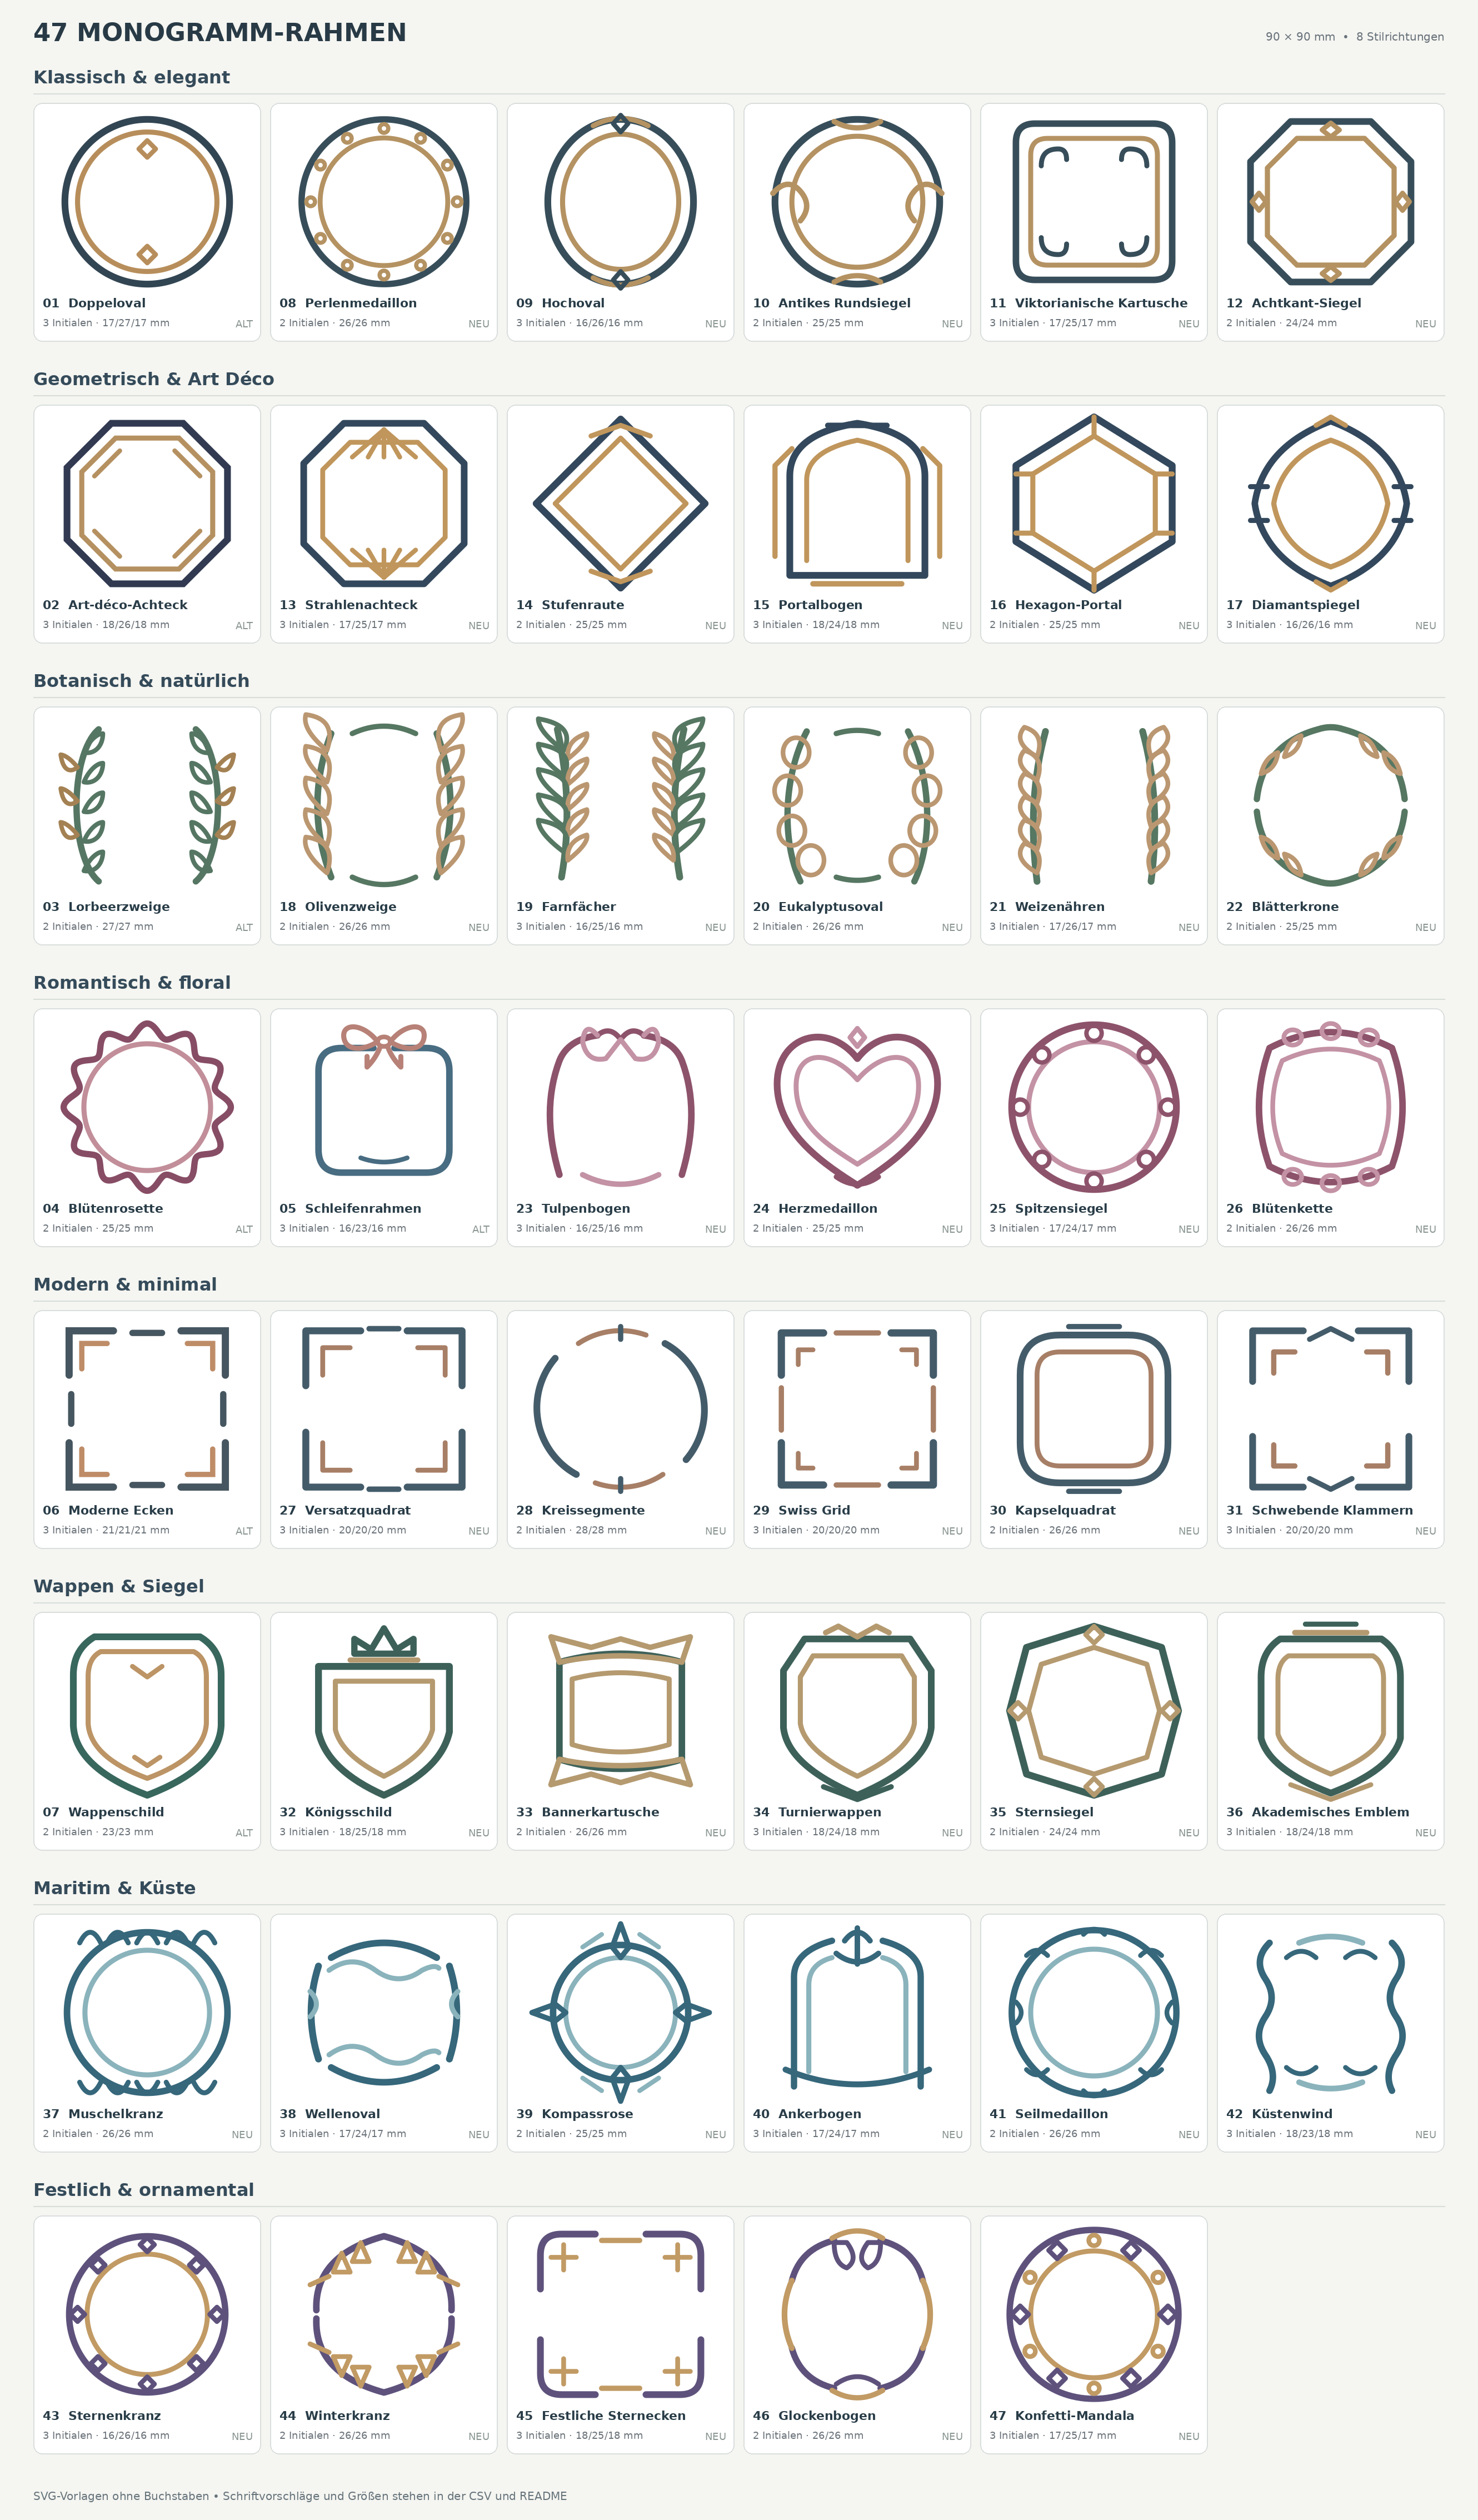 47 MONOGRAMM-RAHMEN
90 × 90 mm • 8 Stilrichtungen
Klassisch & elegant
01 Doppeloval
3 Initialen · 17/27/17 mm ALT
08 Perlenmedaillon
2 Initialen · 26/26 mm NEU
09 Hochoval
3 Initialen · 16/26/16 mm NEU
10 Antikes Rundsiegel
2 Initialen · 25/25 mm NEU
11 Viktorianische Kartusche
3 Initialen · 17/25/17 mm NEU
12 Achtkant-Siegel
2 Initialen · 24/24 mm NEU
Geometrisch & Art Déco
02 Art-déco-Achteck
3 Initialen · 18/26/18 mm ALT
13 Strahlenachteck
3 Initialen · 17/25/17 mm NEU
14 Stufenraute
2 Initialen · 25/25 mm NEU
15 Portalbogen
3 Initialen · 18/24/18 mm NEU
16 Hexagon-Portal
2 Initialen · 25/25 mm NEU
17 Diamantspiegel
3 Initialen · 16/26/16 mm NEU
Botanisch & natürlich
03 Lorbeerzweige
2 Initialen · 27/27 mm ALT
18 Olivenzweige
2 Initialen · 26/26 mm NEU
19 Farnfächer
3 Initialen · 16/25/16 mm NEU
20 Eukalyptusoval
2 Initialen · 26/26 mm NEU
21 Weizenähren
3 Initialen · 17/26/17 mm NEU
22 Blätterkrone
2 Initialen · 25/25 mm NEU
Romantisch & floral
04 Blütenrosette
2 Initialen · 25/25 mm ALT
05 Schleifenrahmen
3 Initialen · 16/23/16 mm ALT
23 Tulpenbogen
3 Initialen · 16/25/16 mm NEU
24 Herzmedaillon
2 Initialen · 25/25 mm NEU
25 Spitzensiegel
3 Initialen · 17/24/17 mm NEU
26 Blütenkette
2 Initialen · 26/26 mm NEU
Modern & minimal
06 Moderne Ecken
3 Initialen · 21/21/21 mm ALT
27 Versatzquadrat
3 Initialen · 20/20/20 mm NEU
28 Kreissegmente
2 Initialen · 28/28 mm NEU
29 Swiss Grid
3 Initialen · 20/20/20 mm NEU
30 Kapselquadrat
2 Initialen · 26/26 mm NEU
31 Schwebende Klammern
3 Initialen · 20/20/20 mm NEU
Wappen & Siegel
07 Wappenschild
2 Initialen · 23/23 mm ALT
32 Königsschild
3 Initialen · 18/25/18 mm NEU
33 Bannerkartusche
2 Initialen · 26/26 mm NEU
34 Turnierwappen
3 Initialen · 18/24/18 mm NEU
35 Sternsiegel
2 Initialen · 24/24 mm NEU
36 Akademisches Emblem
3 Initialen · 18/24/18 mm NEU
Maritim & Küste
37 Muschelkranz
2 Initialen · 26/26 mm NEU
38 Wellenoval
3 Initialen · 17/24/17 mm NEU
39 Kompassrose
2 Initialen · 25/25 mm NEU
40 Ankerbogen
3 Initialen · 17/24/17 mm NEU
41 Seilmedaillon
2 Initialen · 26/26 mm NEU
42 Küstenwind
3 Initialen · 18/23/18 mm NEU
Festlich & ornamental
43 Sternenkranz
3 Initialen · 16/26/16 mm NEU
44 Winterkranz
2 Initialen · 26/26 mm NEU
45 Festliche Sternecken
3 Initialen · 18/25/18 mm NEU
46 Glockenbogen
2 Initialen · 26/26 mm NEU
47 Konfetti-Mandala
3 Initialen · 17/25/17 mm NEU
SVG-Vorlagen ohne Buchstaben • Schriftvorschläge und Größen stehen in der CSV und README